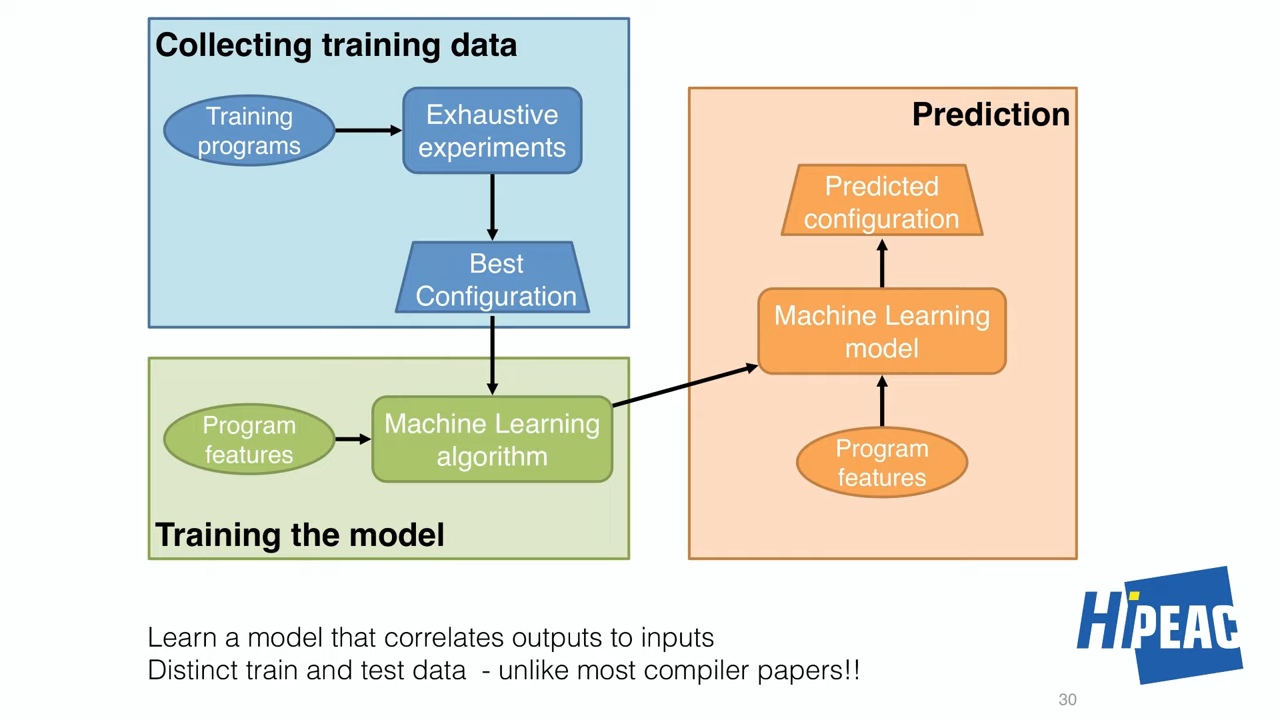 Collecting training data
Training
programs
Exhaustive
experiments
Best
Configuration
Program
features
Machine Learning
algorithm
Training the model
Prediction
Predicted
configuration
Machine Learning
model
Program
features
Learn a model that correlates outputs to inputs
Distinct train and test data  - unlike most compiler papers!!
HiPEAC
30